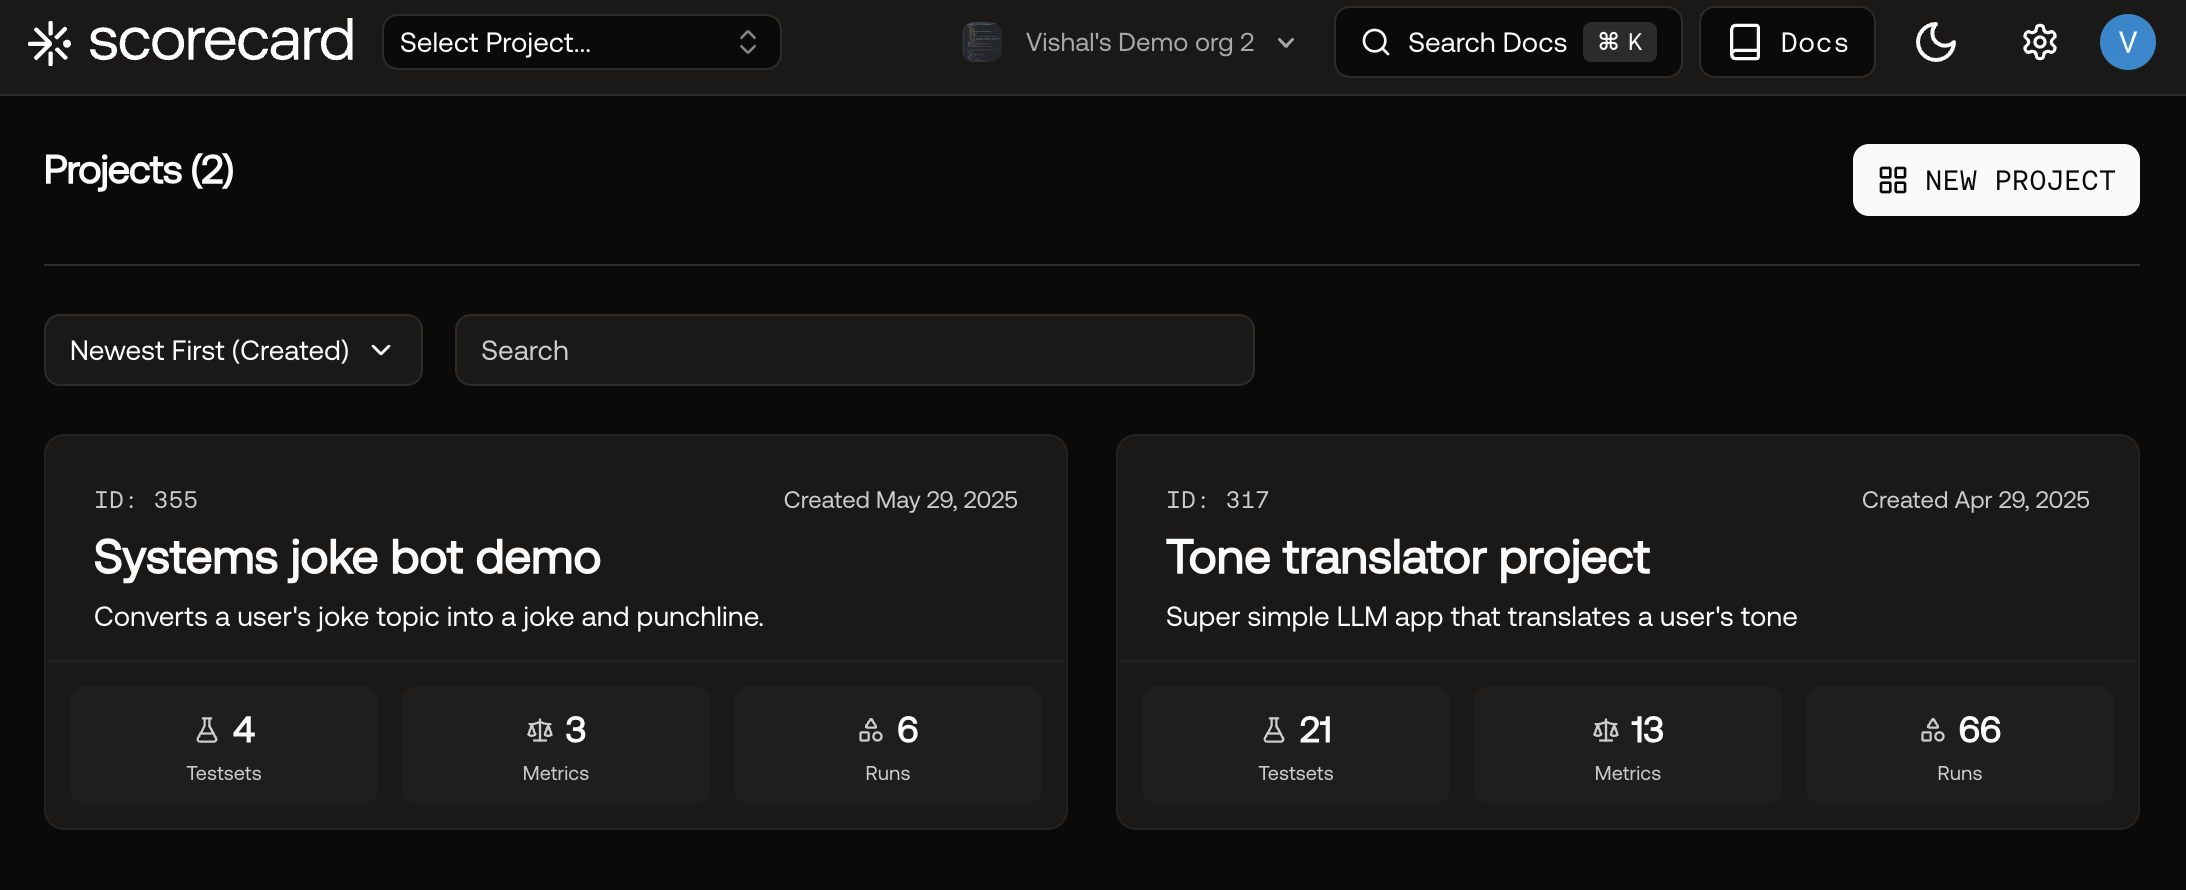 scorecard
Select Project...
Vishal's Demo org 2
Search Docs ⌘ K
Docs
V
Projects (2)
NEW PROJECT
Newest First (Created)
Search
ID: 355
Created May 29, 2025
Systems joke bot demo
Converts a user's joke topic into a joke and punchline.
4
Testsets
3
Metrics
6
Runs
ID: 317
Created Apr 29, 2025
Tone translator project
Super simple LLM app that translates a user's tone
21
Testsets
13
Metrics
66
Runs